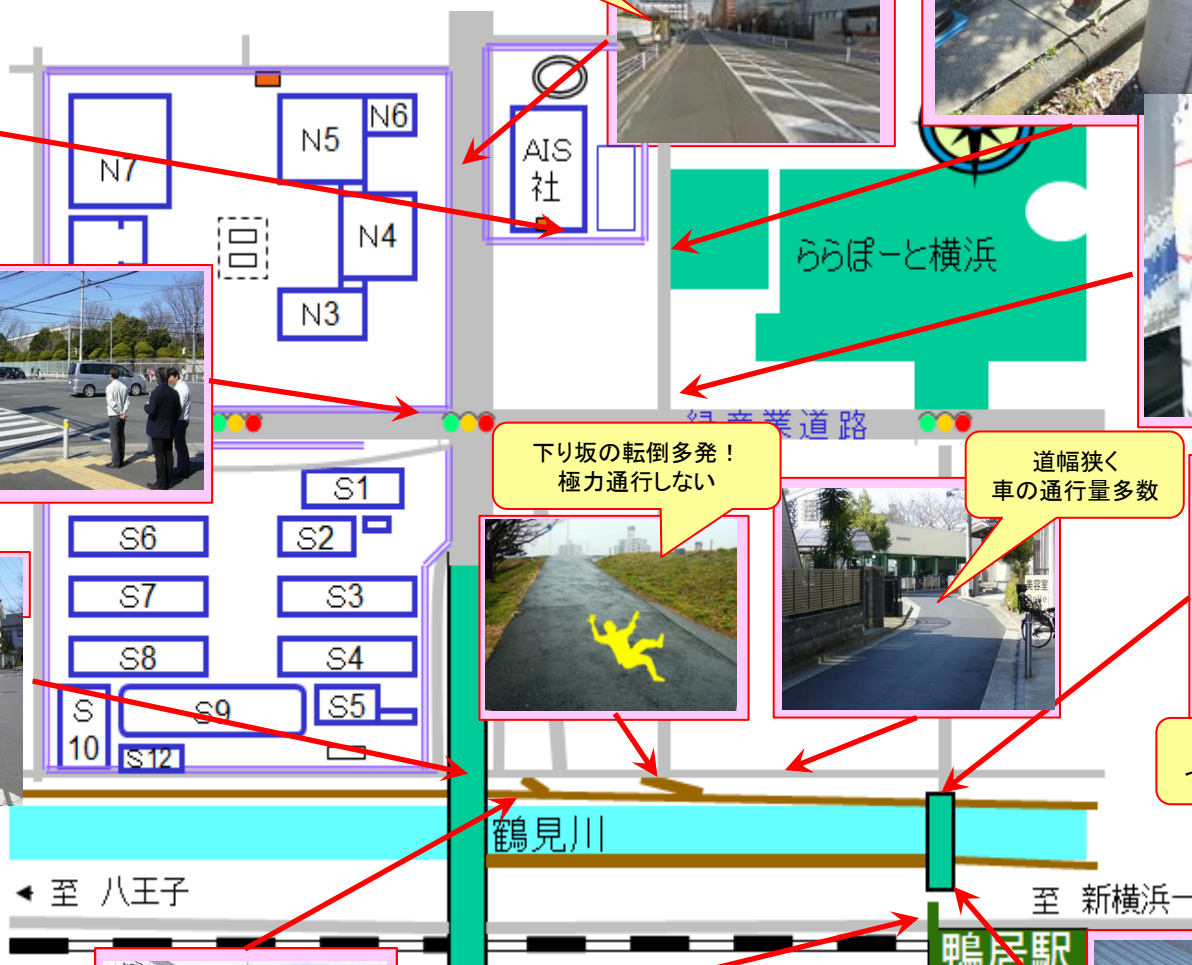 N7
N5
N6
N4
N3
AIS
社
ららぽーと横浜
緑産業道路
下り坂の転倒多発！
極力通行しない
道幅狭く
車の通行量多数
美容室
S1
S6
S2
S7
S3
S8
S4
S
10
S9
S5
S12
鶴見川
至 八王子
至 新横浜
鴨居駅